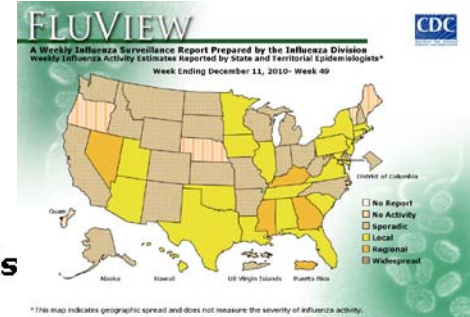 FLUVIEW
CDC
A Weekly Influenza Surveillance Report Prepared by the Influenza Division
Weekly Influenza Activity Estimates Reported by State and Territorial Epidemiologists*
Week Ending December 11, 2010- Week 49
District of Columbia
No Report
No Activity
Sporadic
Local
Regional
Widespread
Guam
s
Alaska
Hawaii
US Virgin Islands
Puerto Rico
*This map indicates geographic spread and does not measure the severity of influenza activity.